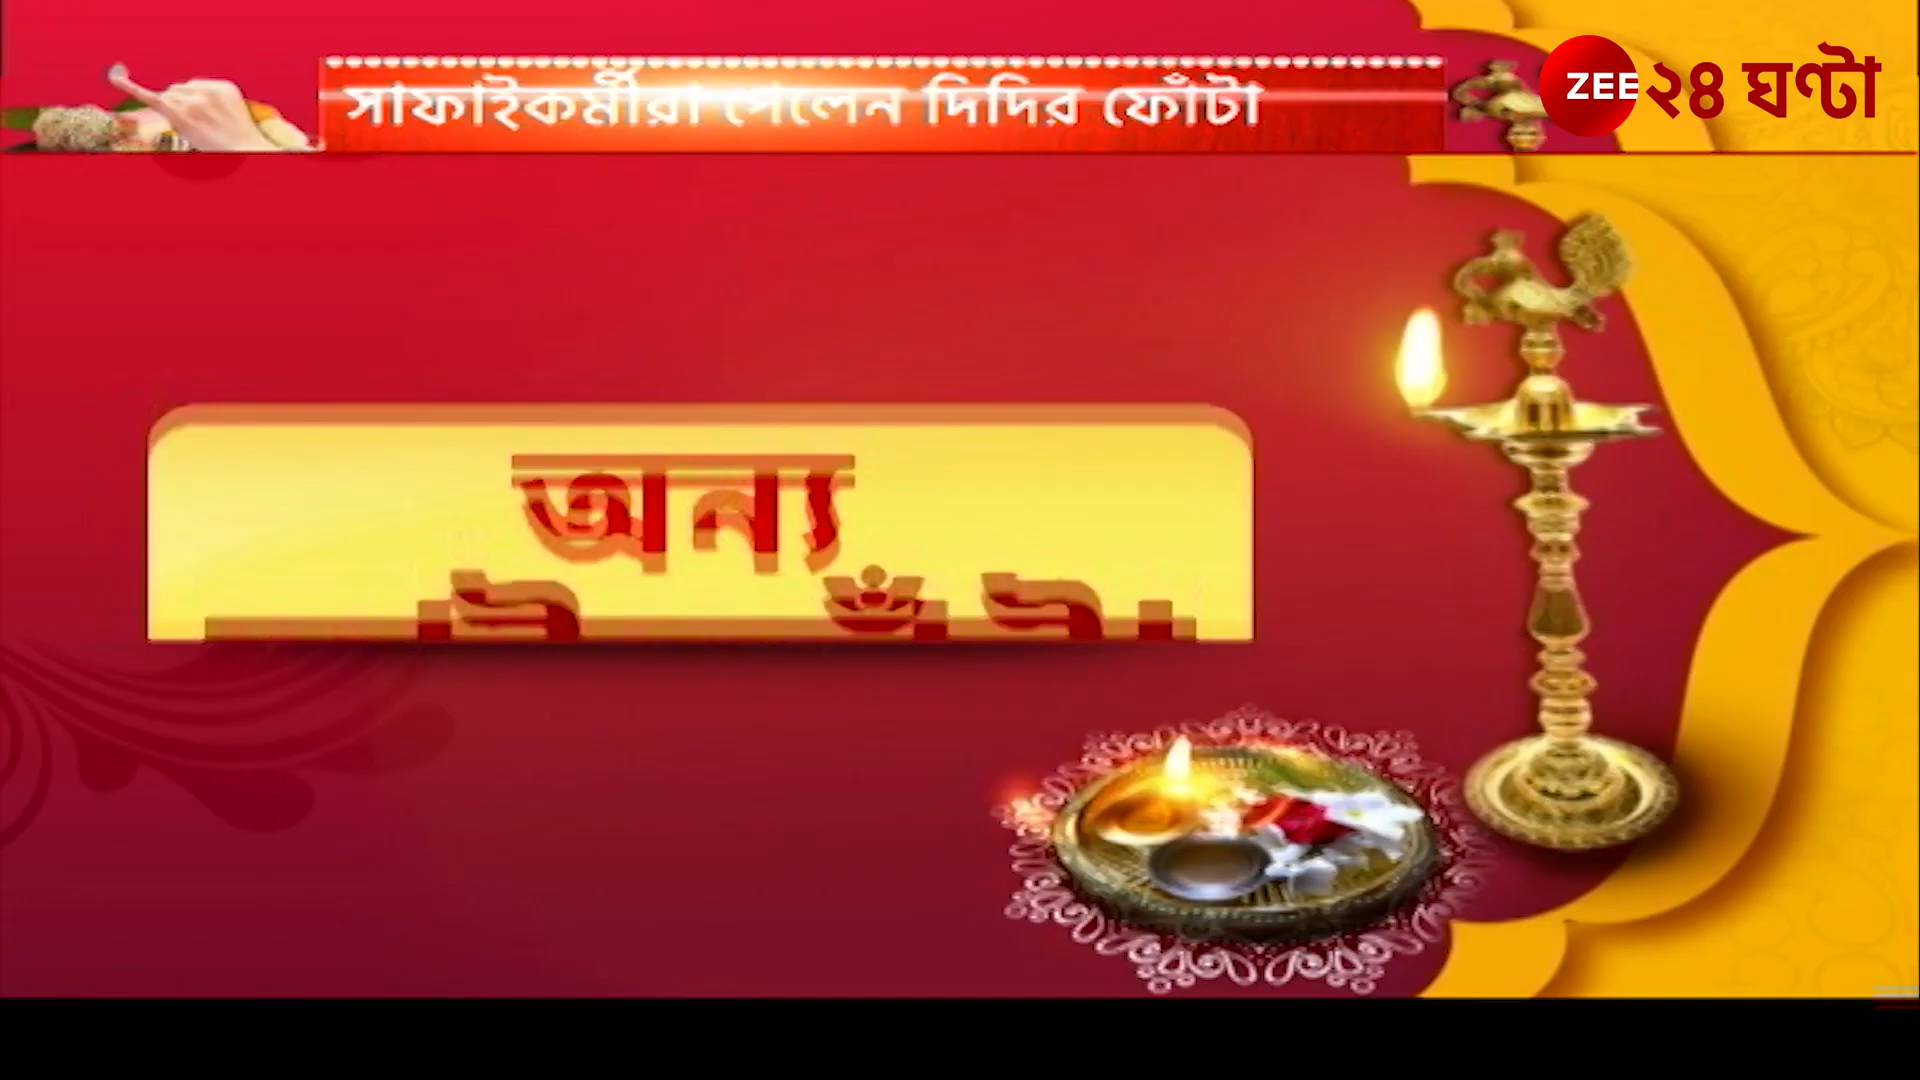 সাফাইকর্মীরা পেলেন দিদির ফোঁটা
ZEE ২৪ ঘণ্টা
অন্য